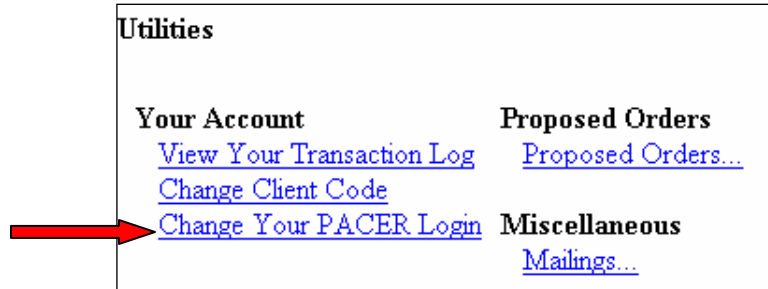 Utilities
Your Account
View Your Transaction Log
Change Client Code
Change Your PACER Login
Proposed Orders
Proposed Orders...
Miscellaneous
Mailings...